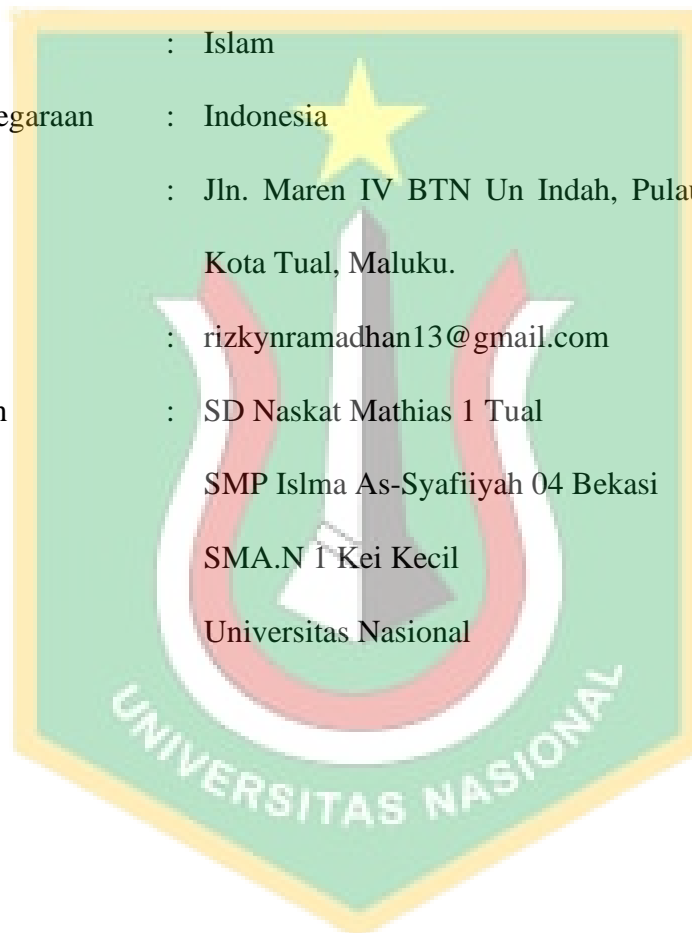 : Islam
egaraan : Indonesia
: Jln. Maren IV BTN Un Indah, Pulau
Kota Tual, Maluku.
: rizkynramadhan13@gmail.com
n : SD Naskat Mathias 1 Tual
SMP Islma As-Syafiiyah 04 Bekasi
SMA.N 1 Kei Kecil
Universitas Nasional
UNIVERSITAS NASIONAL